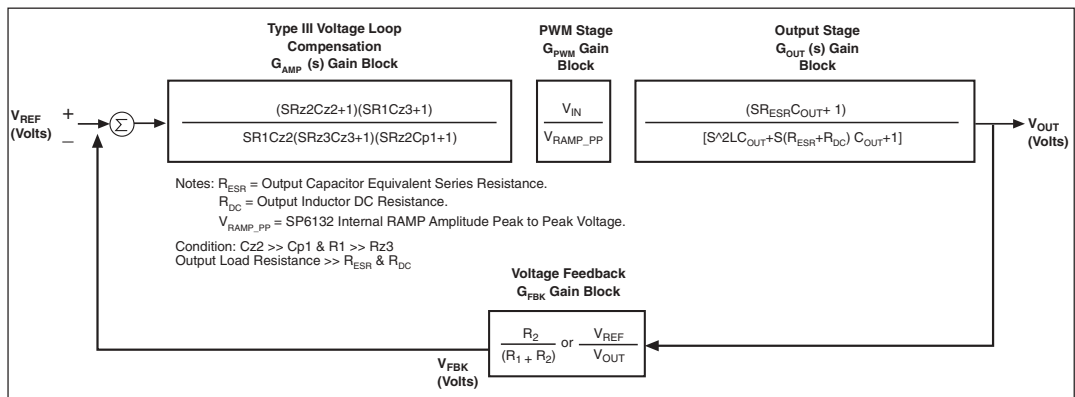 Type III Voltage Loop
Compensation
G_AMP (s) Gain Block
PWM Stage
G_PWM Gain
Block
Output Stage
G_OUT (s) Gain
Block
V_REF
(Volts)
+
−
Σ
(SRz2Cz2+1)(SR1Cz3+1)
SR1Cz2(SRz3Cz3+1)(SRz2Cp1+1)
V_IN
V_RAMP_PP
(SR_ESRC_OUT+ 1)
[S^2LC_OUT+S(R_ESR+R_DC) C_OUT+1]
V_OUT
(Volts)
Notes: R_ESR = Output Capacitor Equivalent Series Resistance.
R_DC = Output Inductor DC Resistance.
V_RAMP_PP = SP6132 Internal RAMP Amplitude Peak to Peak Voltage.
Condition: Cz2 >> Cp1 & R1 >> Rz3
Output Load Resistance >> R_ESR & R_DC
Voltage Feedback
G_FBK Gain Block
R_2
(R_1 + R_2)
or
V_REF
V_OUT
V_FBK
(Volts)